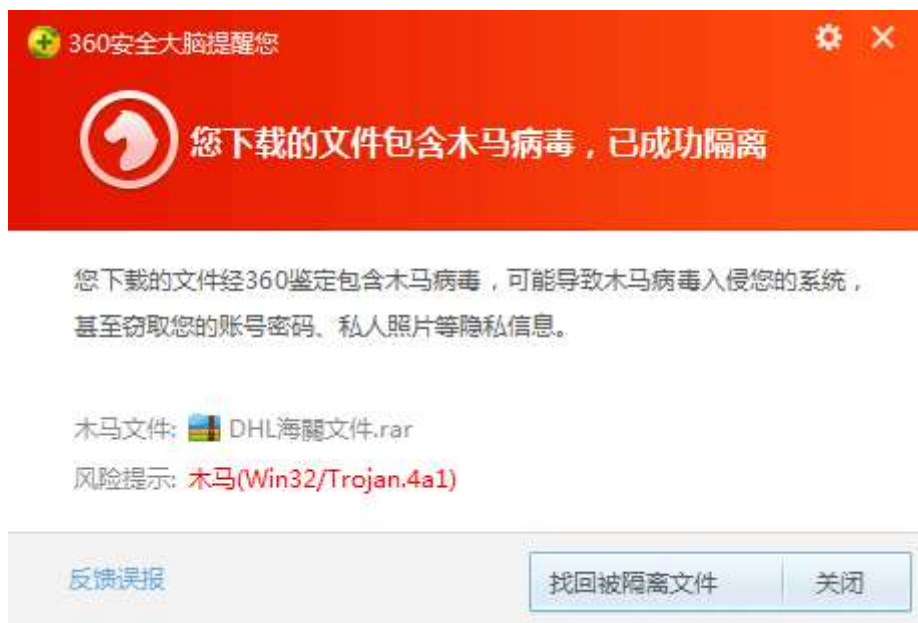 360安全大脑提醒您
您下载的文件包含木马病毒，已成功隔离
您下载的文件经360鉴定包含木马病毒，可能导致木马病毒入侵您的系统，
甚至窃取您的账号密码、私人照片等隐私信息。
木马文件: DHL海關文件.rar
风险提示: 木马(Win32/Trojan.4a1)
反馈误报 找回被隔离文件 关闭